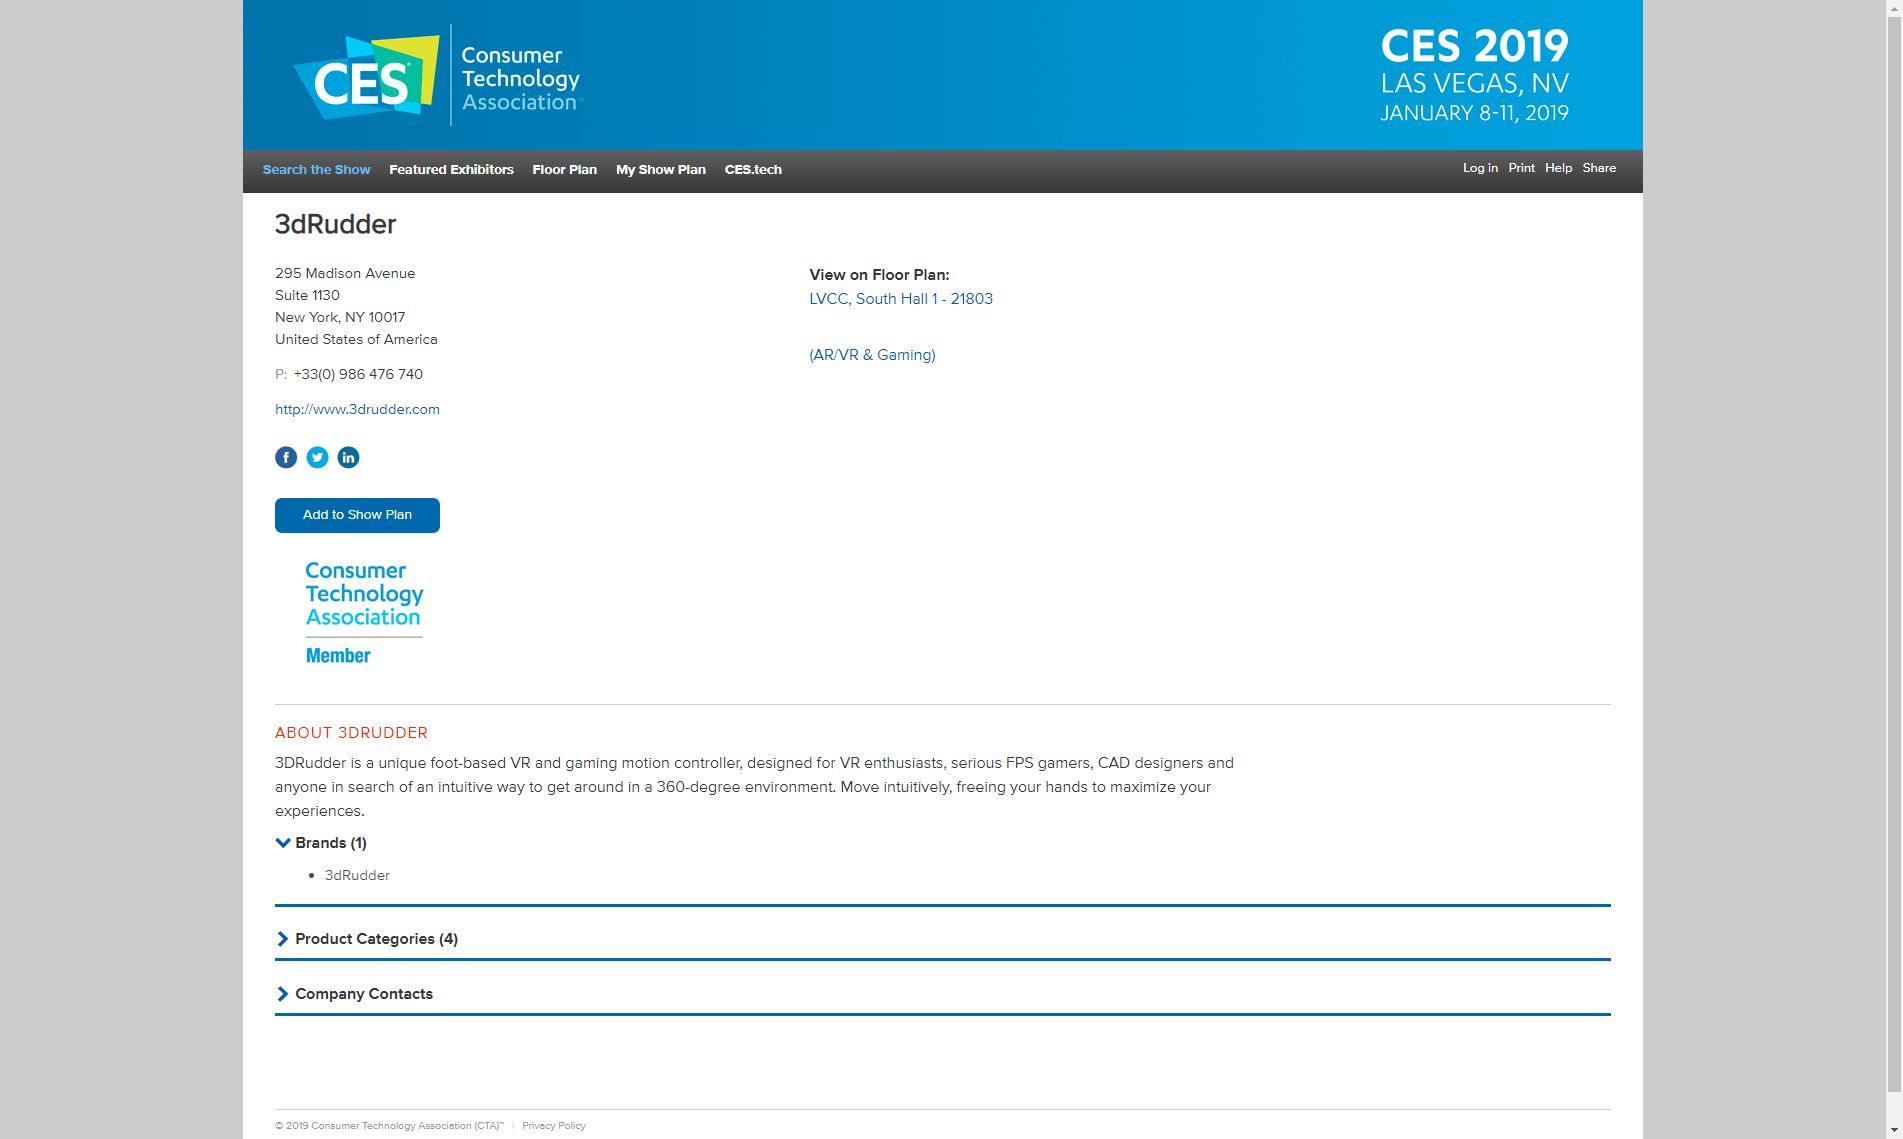 CES
Consumer
Technology
Association™
CES 2019
LAS VEGAS, NV
JANUARY 8-11, 2019
Search the Show Featured Exhibitors Floor Plan My Show Plan CES.tech Log in Print Help Share
3dRudder
295 Madison Avenue
Suite 1130
New York, NY 10017
United States of America
P: +33(0) 986 476 740
http://www.3drudder.com
View on Floor Plan:
LVCC, South Hall 1 - 21803
(AR/VR & Gaming)
Add to Show Plan
Consumer
Technology
Association
Member
ABOUT 3DRUDDER
3DRudder is a unique foot-based VR and gaming motion controller, designed for VR enthusiasts, serious FPS gamers, CAD designers and
anyone in search of an intuitive way to get around in a 360-degree environment. Move intuitively, freeing your hands to maximize your
experiences.
Brands (1)
• 3dRudder
Product Categories (4)
Company Contacts
© 2019 Consumer Technology Association (CTA)™ | Privacy Policy